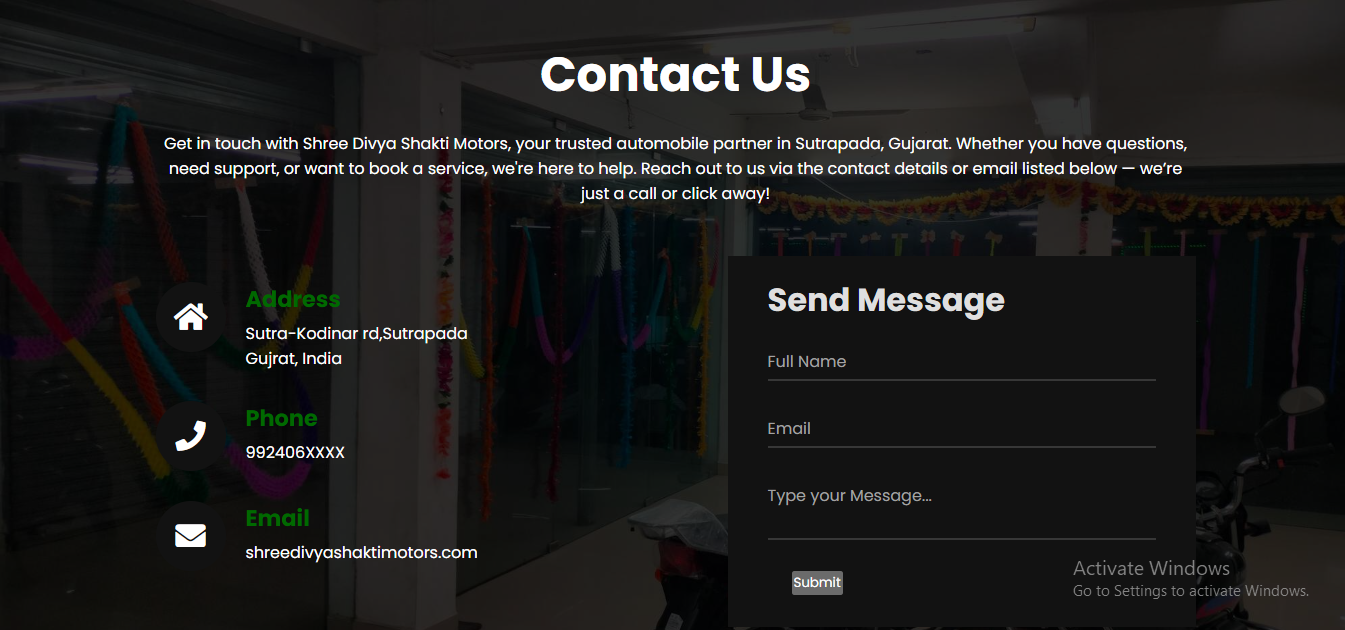 Contact Us
Get in touch with Shree Divya Shakti Motors, your trusted automobile partner in Sutrapada, Gujarat. Whether you have questions,
need support, or want to book a service, we're here to help. Reach out to us via the contact details or email listed below — we’re
just a call or click away!
Address
Sutra-Kodinar rd,Sutrapada
Gujrat, India
Phone
992406XXXX
Email
shreedivyashaktimotors.com
Send Message
Full Name
Email
Type your Message...
Submit
Activate Windows
Go to Settings to activate Windows.